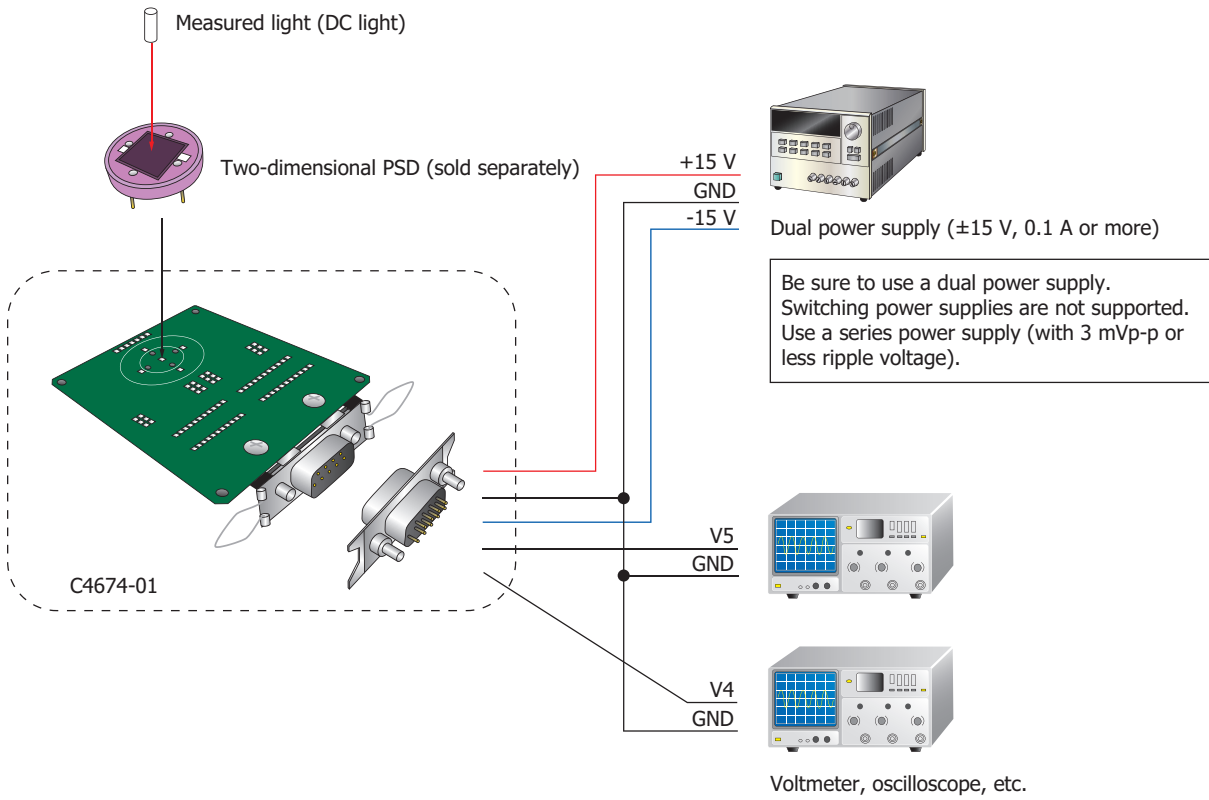 Measured light (DC light)
Two-dimensional PSD (sold separately)
+15 V
GND
-15 V
Dual power supply (±15 V, 0.1 A or more)
Be sure to use a dual power supply.
Switching power supplies are not supported.
Use a series power supply (with 3 mVp-p or
less ripple voltage).
C4674-01
V5
GND
V4
GND
Voltmeter, oscilloscope, etc.